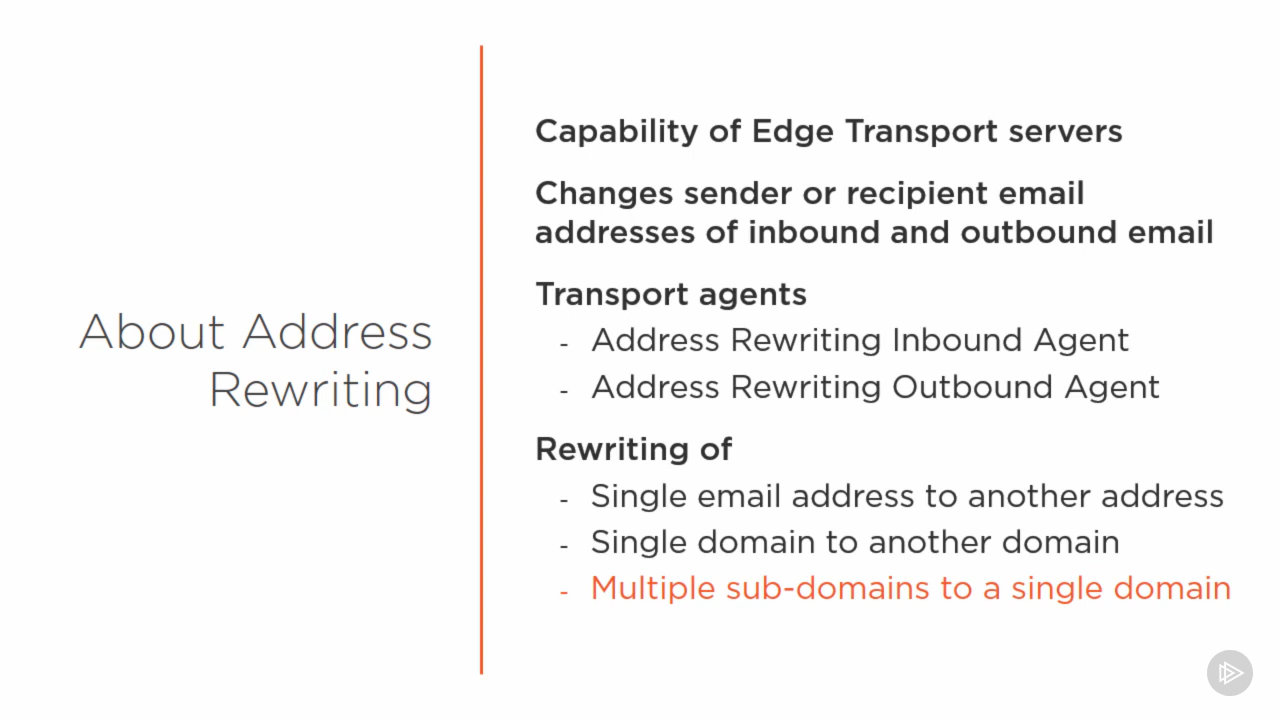 About Address
Rewriting
Capability of Edge Transport servers
Changes sender or recipient email
addresses of inbound and outbound email
Transport agents
- Address Rewriting Inbound Agent
- Address Rewriting Outbound Agent
Rewriting of
- Single email address to another address
- Single domain to another domain
- Multiple sub-domains to a single domain